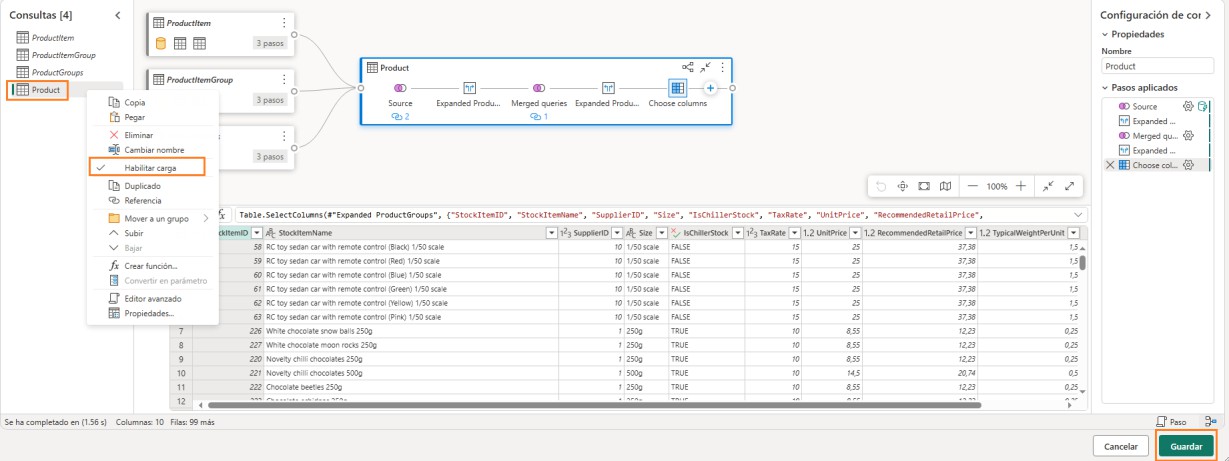 Consultas [4]
ProductItem
ProductItemGroup
ProductGroups
Product
Copia
Pegar
Eliminar
Cambiar nombre
Habilitar carga
Duplicado
Referencia
Mover a un grupo
Subir
Bajar
fx Crear función...
Convertir en parámetro
Editor avanzado
Propiedades...
ProductItem
3 pasos
ProductItemGroup
3 pasos
3 pasos
Product
Source Expanded Produ... Merged queries Expanded Produ... Choose columns
2 1
100%
Table.SelectColumns(#"Expanded ProductGroups", {"StockItemID", "StockItemName", "SupplierID", "Size", "IsChillerStock", "TaxRate", "UnitPrice", "RecommendedRetailPrice",
ckItemID StockItemName 1²3 SupplierID Size IsChillerStock 1²3 TaxRate 1.2 UnitPrice 1.2 RecommendedRetailPrice 1.2 TypicalWeightPerUnit
58 RC toy sedan car with remote control (Black) 1/50 scale 10 1/50 scale FALSE 15 25 37,38 1,5
59 RC toy sedan car with remote control (Red) 1/50 scale 10 1/50 scale FALSE 15 25 37,38 1,5
60 RC toy sedan car with remote control (Blue) 1/50 scale 10 1/50 scale FALSE 15 25 37,38 1,5
61 RC toy sedan car with remote control (Green) 1/50 scale 10 1/50 scale FALSE 15 25 37,38 1,5
62 RC toy sedan car with remote control (Yellow) 1/50 scale 10 1/50 scale FALSE 15 25 37,38 1,5
63 RC toy sedan car with remote control (Pink) 1/50 scale 10 1/50 scale FALSE 15 25 37,38 1,5
7 226 White chocolate snow balls 250g 1 250g TRUE 10 8,55 12,23 0,25
8 227 White chocolate moon rocks 250g 1 250g TRUE 10 8,55 12,23 0,25
9 220 Novelty chilli chocolates 250g 1 250g TRUE 10 8,55 12,23 0,25
10 221 Novelty chilli chocolates 500g 1 500g TRUE 10 14,5 20,74 0,5
11 222 Chocolate beetles 250g 1 250g TRUE 10 8,55 12,23 0,25
12
Configuración de cor
Propiedades
Nombre
Product
Pasos aplicados
Source
Expanded ...
Merged qu...
Expanded ...
Choose col...
Se ha completado en (1.56 s) Columnas: 10 Filas: 99 más
Paso
Cancelar
Guardar